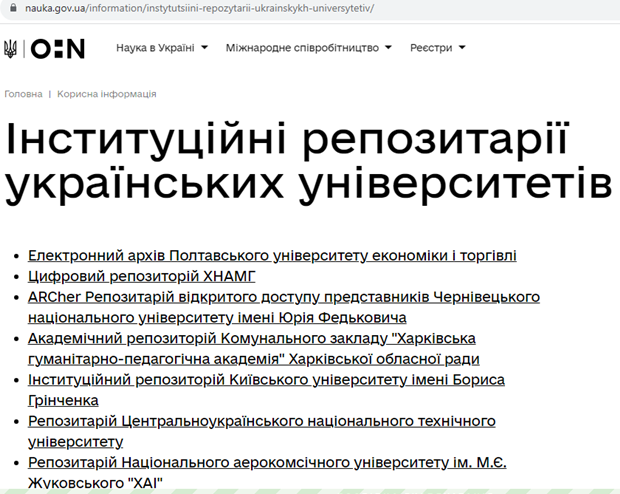 nauka.gov.ua/information/instytutsiini-repozytarii-ukrainskykh-universytetiv/
О:Н Наука в Україні Міжнародне співробітництво Реєстри
Головна | Корисна інформація
Інституційні репозитарії
українських університетів
Електронний архів Полтавського університету економіки і торгівлі
Цифровий репозиторій ХНАМГ
ARCher Репозитарій відкритого доступу представників Чернівецького
національного університету імені Юрія Федьковича
Академічний репозиторій Комунального закладу "Харківська
гуманітарно-педагогічна академія" Харківської обласної ради
Інституційний репозиторій Київського університету імені Бориса
Грінченка
Репозитарій Центральноукраїнського національного технічного
університету
Репозитарій Національного аерокомсічного університету ім. М.Є.
Жуковського "ХАІ"